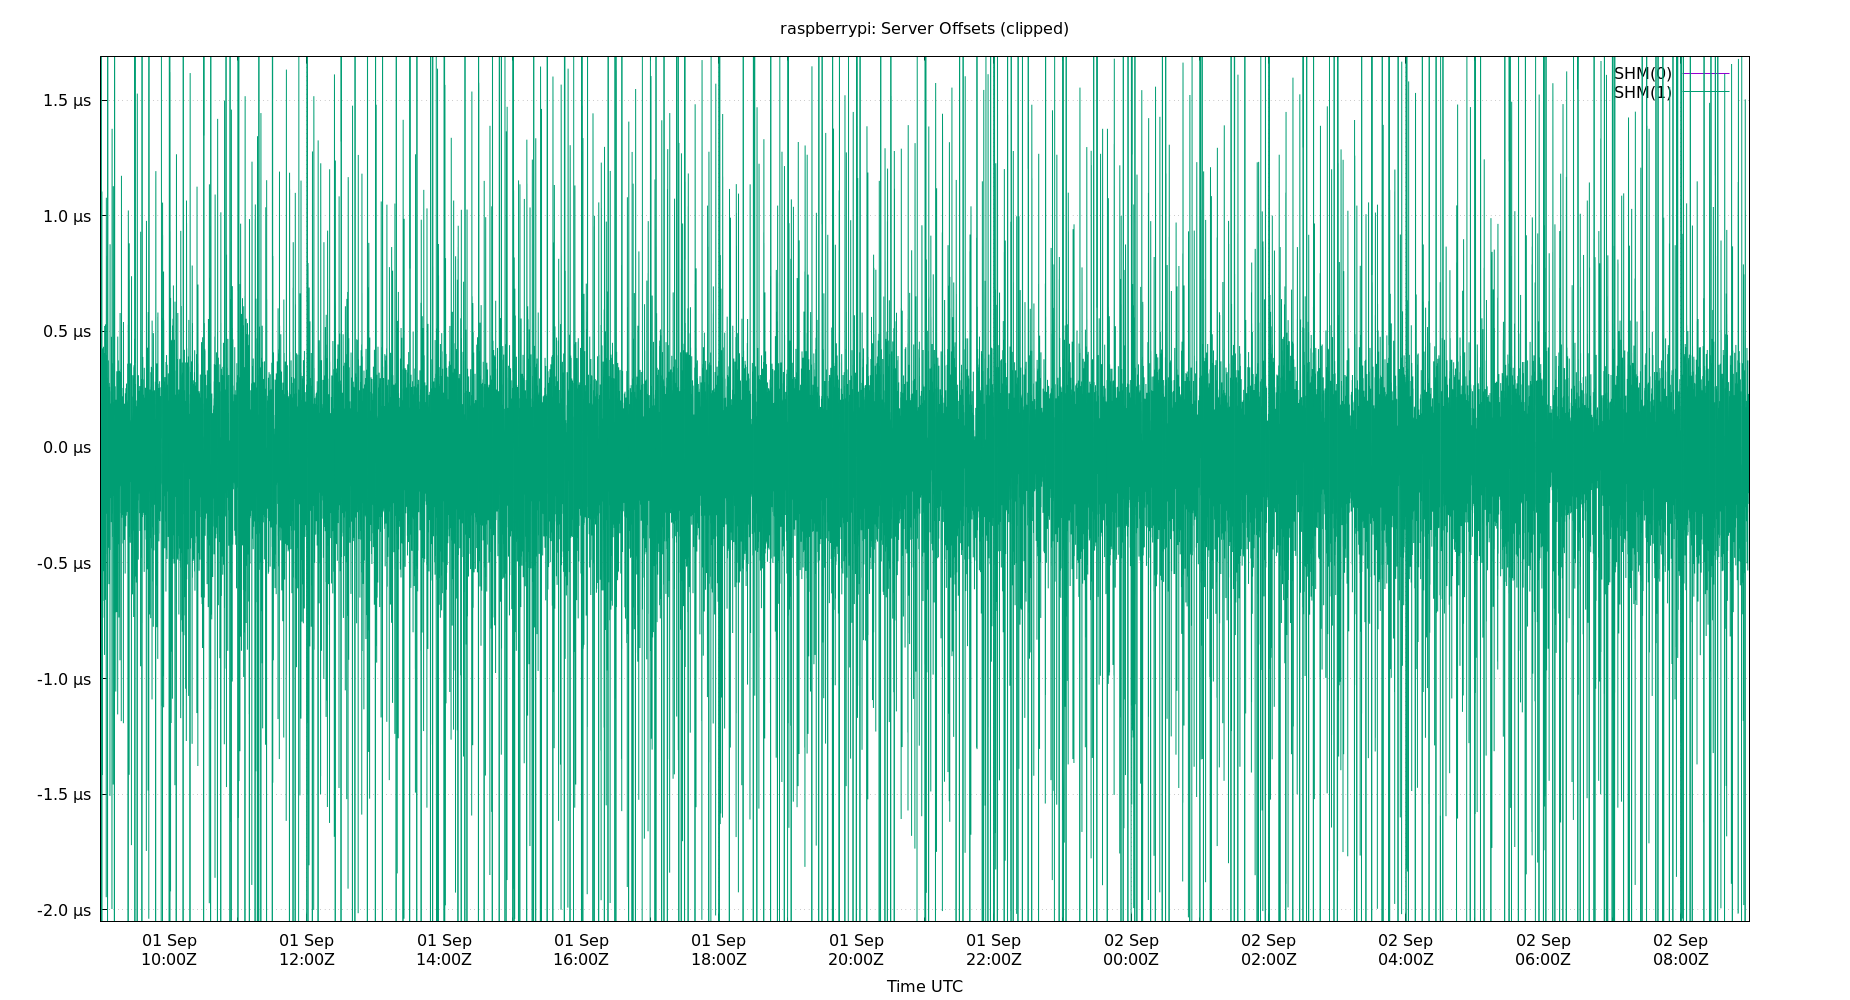 raspberrypi: Server Offsets (clipped)
SHM(0)
SHM(1)
1.5 µs
1.0 µs
0.5 µs
0.0 µs
-0.5 µs
-1.0 µs
-1.5 µs
-2.0 µs
01 Sep 01 Sep 01 Sep 01 Sep 01 Sep 01 Sep 01 Sep 02 Sep 02 Sep 02 Sep 02 Sep 02 Sep
10:00Z 12:00Z 14:00Z 16:00Z 18:00Z 20:00Z 22:00Z 00:00Z 02:00Z 04:00Z 06:00Z 08:00Z
Time UTC